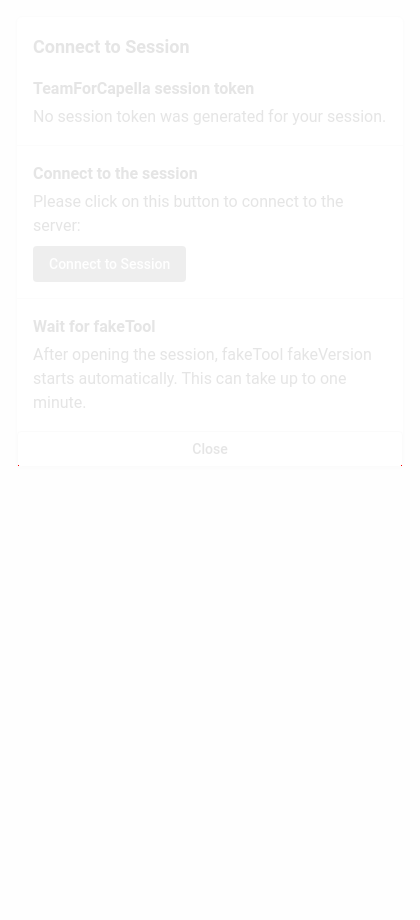 Connect to Session
TeamForCapella session token
No session token was generated for your session.
Connect to the session
Please click on this button to connect to the
server:
Connect to Session
Wait for fakeTool
After opening the session, fakeTool fakeVersion
starts automatically. This can take up to one
minute.
Close